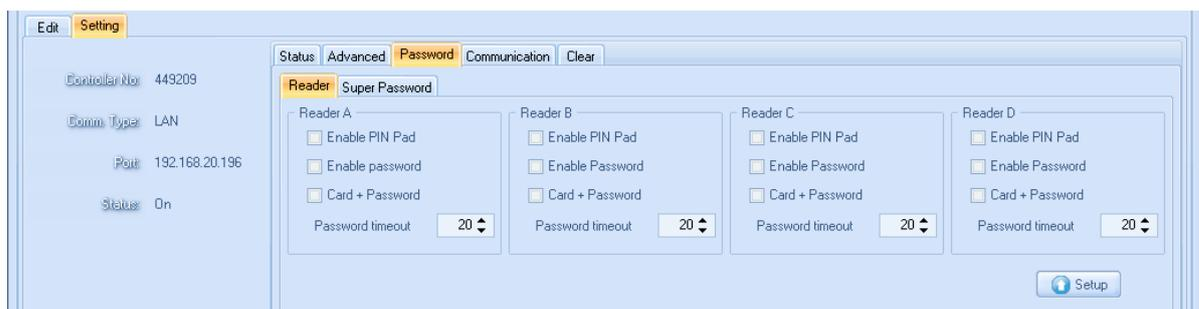 Edit Setting
Status Advanced Password Communication Clear
Reader Super Password
Controller No: 449209
Comm. Type: LAN
Port: 192.168.20.196
Status: On
Reader A
Enable PIN Pad
Enable password
Card + Password
Password timeout 20
Reader B
Enable PIN Pad
Enable Password
Card + Password
Password timeout 20
Reader C
Enable PIN Pad
Enable Password
Card + Password
Password timeout 20
Reader D
Enable PIN Pad
Enable Password
Card + Password
Password timeout 20
Setup